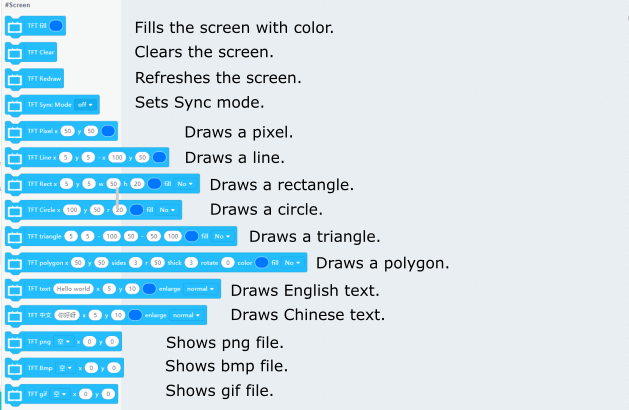 #Screen
TFT fill Fills the screen with color.
TFT Clear Clears the screen.
TFT Redraw Refreshes the screen.
TFT Sync Mode off Sets Sync mode.
TFT Pixel x 50 y 50 Draws a pixel.
TFT Line x 5 y 5 - x 100 y 50 Draws a line.
TFT Rect x 5 y 5 w 50 h 20 fill No Draws a rectangle.
TFT Circle x 100 y 50 r 20 fill No Draws a circle.
TFT triangle 5 5 - 100 50 - 50 100 fill No Draws a triangle.
TFT polygon x 50 y 50 sides 3 r 50 thick 3 rotate 0 color fill No Draws a polygon.
TFT text Hello world x 5 y 10 enlarge normal Draws English text.
TFT 中文 x 5 y 10 enlarge normal Draws Chinese text.
TFT png 空 x 0 y 0 Shows png file.
TFT Bmp 空 x 0 y 0 Shows bmp file.
TFT gif 空 x 0 y 0 Shows gif file.